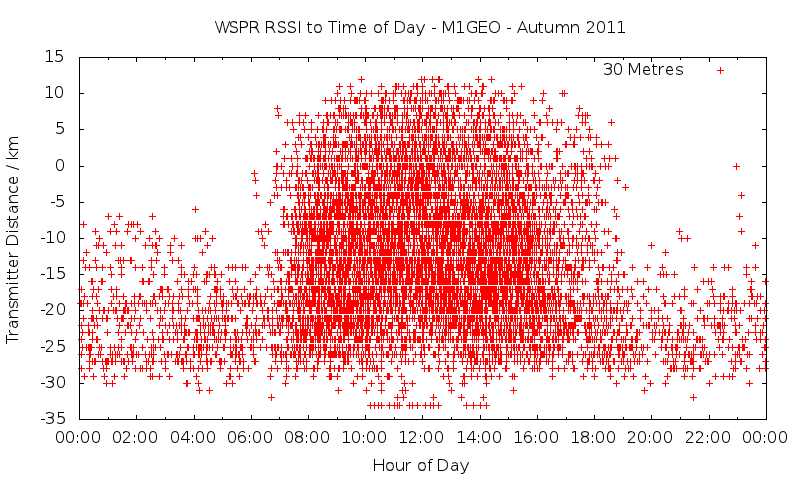 WSPR RSSI to Time of Day - M1GEO - Autumn 2011
15
30 Metres
10
5
0
-5
-10
-15
-20
-25
-30
-35
Transmitter Distance / km
00:00 02:00 04:00 06:00 08:00 10:00 12:00 14:00 16:00 18:00 20:00 22:00 00:00
Hour of Day